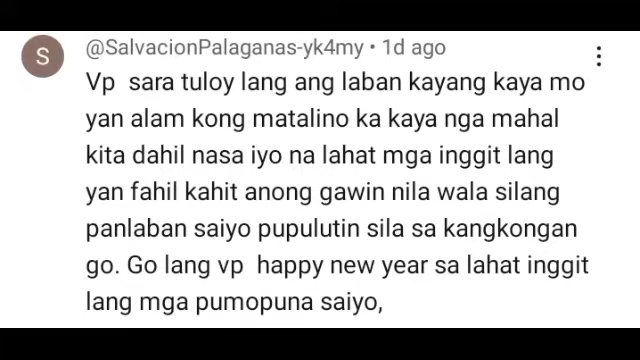 S
@SalvacionPalaganas-yk4my • 1d ago
Vp sara tuloy lang ang laban kayang kaya mo
yan alam kong matalino ka kaya nga mahal
kita dahil nasa iyo na lahat mga inggit lang
yan fahil kahit anong gawin nila wala silang
panlaban saiyo pupulutin sila sa kangkongan
go. Go lang vp happy new year sa lahat inggit
lang mga pumopuna saiyo,